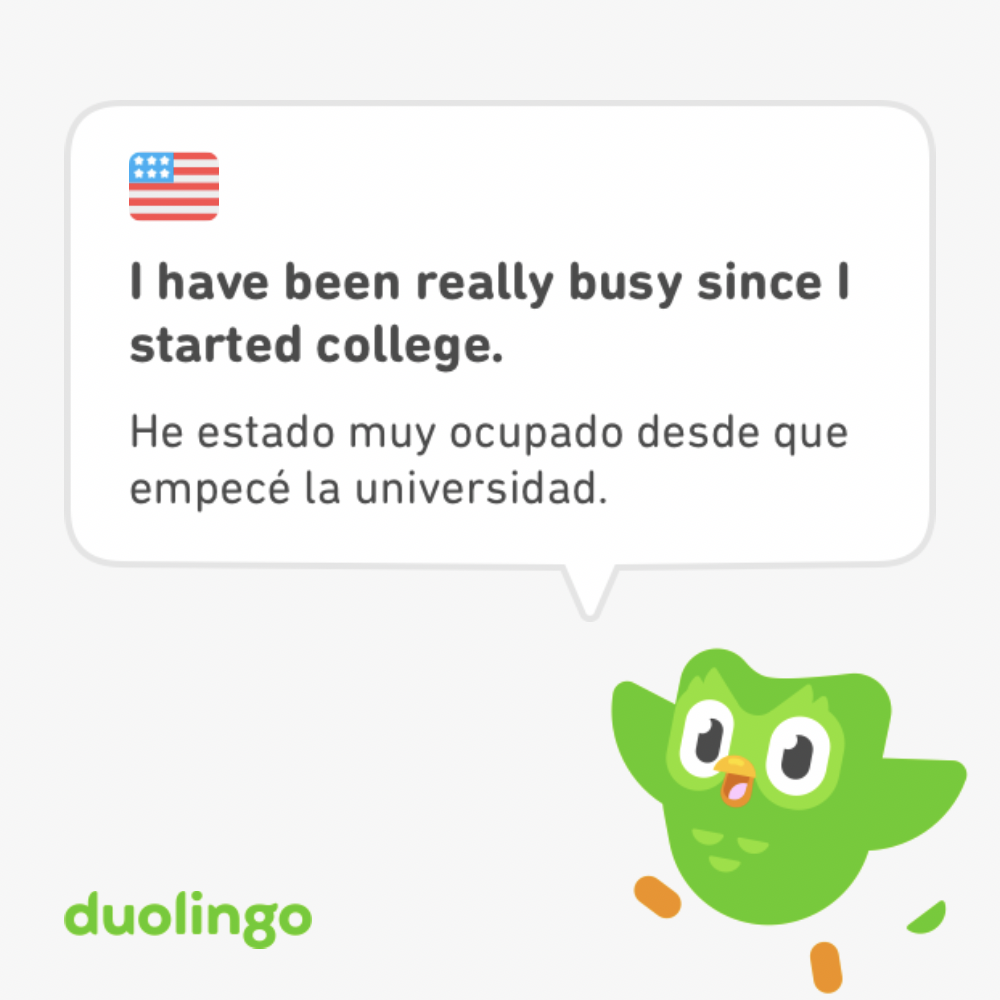 I have been really busy since I
started college.
He estado muy ocupado desde que
empecé la universidad.
duolingo